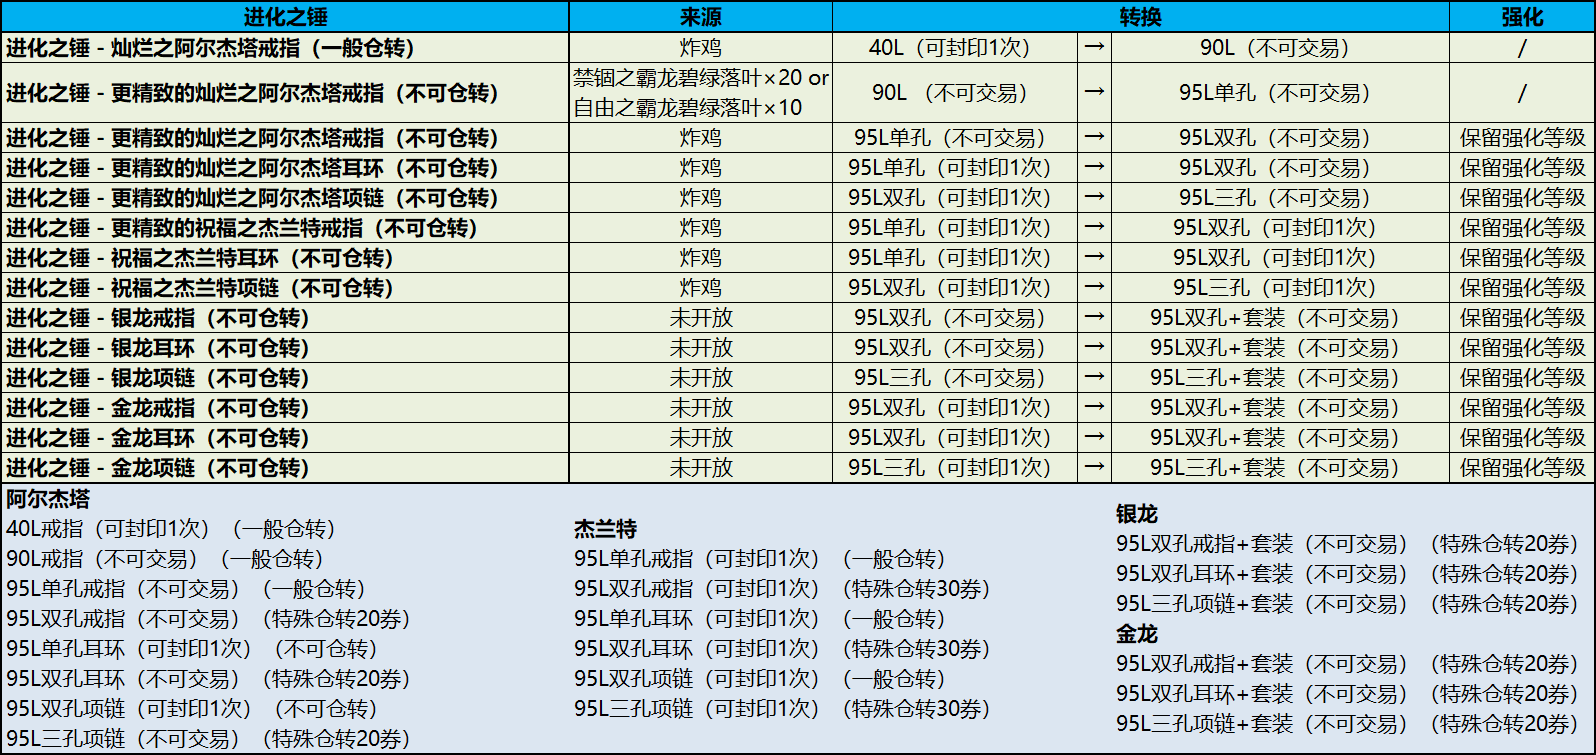 进化之锤 来源 转换 强化
进化之锤 - 灿烂之阿尔杰塔戒指（一般仓转） 炸鸡 40L（可封印1次） → 90L（不可交易） /
进化之锤 - 更精致的灿烂之阿尔杰塔戒指（不可仓转） 禁锢之霸龙碧绿落叶×20 or 90L （不可交易） → 95L单孔（不可交易） /
自由之霸龙碧绿落叶×10
进化之锤 - 更精致的灿烂之阿尔杰塔戒指（不可仓转） 炸鸡 95L单孔（不可交易） → 95L双孔（不可交易） 保留强化等级
进化之锤 - 更精致的灿烂之阿尔杰塔耳环（不可仓转） 炸鸡 95L单孔（可封印1次） → 95L双孔（不可交易） 保留强化等级
进化之锤 - 更精致的灿烂之阿尔杰塔项链（不可仓转） 炸鸡 95L双孔（可封印1次） → 95L三孔（不可交易） 保留强化等级
进化之锤 - 更精致的祝福之杰兰特戒指（不可仓转） 炸鸡 95L单孔（可封印1次） → 95L双孔（可封印1次） 保留强化等级
进化之锤 - 祝福之杰兰特耳环（不可仓转） 炸鸡 95L单孔（可封印1次） → 95L双孔（可封印1次） 保留强化等级
进化之锤 - 祝福之杰兰特项链（不可仓转） 炸鸡 95L双孔（可封印1次） → 95L三孔（可封印1次） 保留强化等级
进化之锤 - 银龙戒指（不可仓转） 未开放 95L双孔（不可交易） → 95L双孔+套装（不可交易） 保留强化等级
进化之锤 - 银龙耳环（不可仓转） 未开放 95L双孔（不可交易） → 95L双孔+套装（不可交易） 保留强化等级
进化之锤 - 银龙项链（不可仓转） 未开放 95L三孔（不可交易） → 95L三孔+套装（不可交易） 保留强化等级
进化之锤 - 金龙戒指（不可仓转） 未开放 95L双孔（可封印1次） → 95L双孔+套装（不可交易） 保留强化等级
进化之锤 - 金龙耳环（不可仓转） 未开放 95L双孔（可封印1次） → 95L双孔+套装（不可交易） 保留强化等级
进化之锤 - 金龙项链（不可仓转） 未开放 95L三孔（可封印1次） → 95L三孔+套装（不可交易） 保留强化等级
阿尔杰塔
40L戒指（可封印1次）（一般仓转）
90L戒指（不可交易）（一般仓转）
95L单孔戒指（不可交易）（一般仓转）
95L双孔戒指（不可交易）（特殊仓转20券）
95L单孔耳环（可封印1次）（不可仓转）
95L双孔耳环（不可交易）（特殊仓转20券）
95L双孔项链（可封印1次）（不可仓转）
95L三孔项链（不可交易）（特殊仓转20券）
杰兰特
95L单孔戒指（可封印1次）（一般仓转）
95L双孔戒指（可封印1次）（特殊仓转30券）
95L单孔耳环（可封印1次）（一般仓转）
95L双孔耳环（可封印1次）（特殊仓转30券）
95L双孔项链（可封印1次）（一般仓转）
95L三孔项链（可封印1次）（特殊仓转30券）
银龙
95L双孔戒指+套装（不可交易）（特殊仓转20券）
95L双孔耳环+套装（不可交易）（特殊仓转20券）
95L三孔项链+套装（不可交易）（特殊仓转20券）
金龙
95L双孔戒指+套装（不可交易）（特殊仓转20券）
95L双孔耳环+套装（不可交易）（特殊仓转20券）
95L三孔项链+套装（不可交易）（特殊仓转20券）